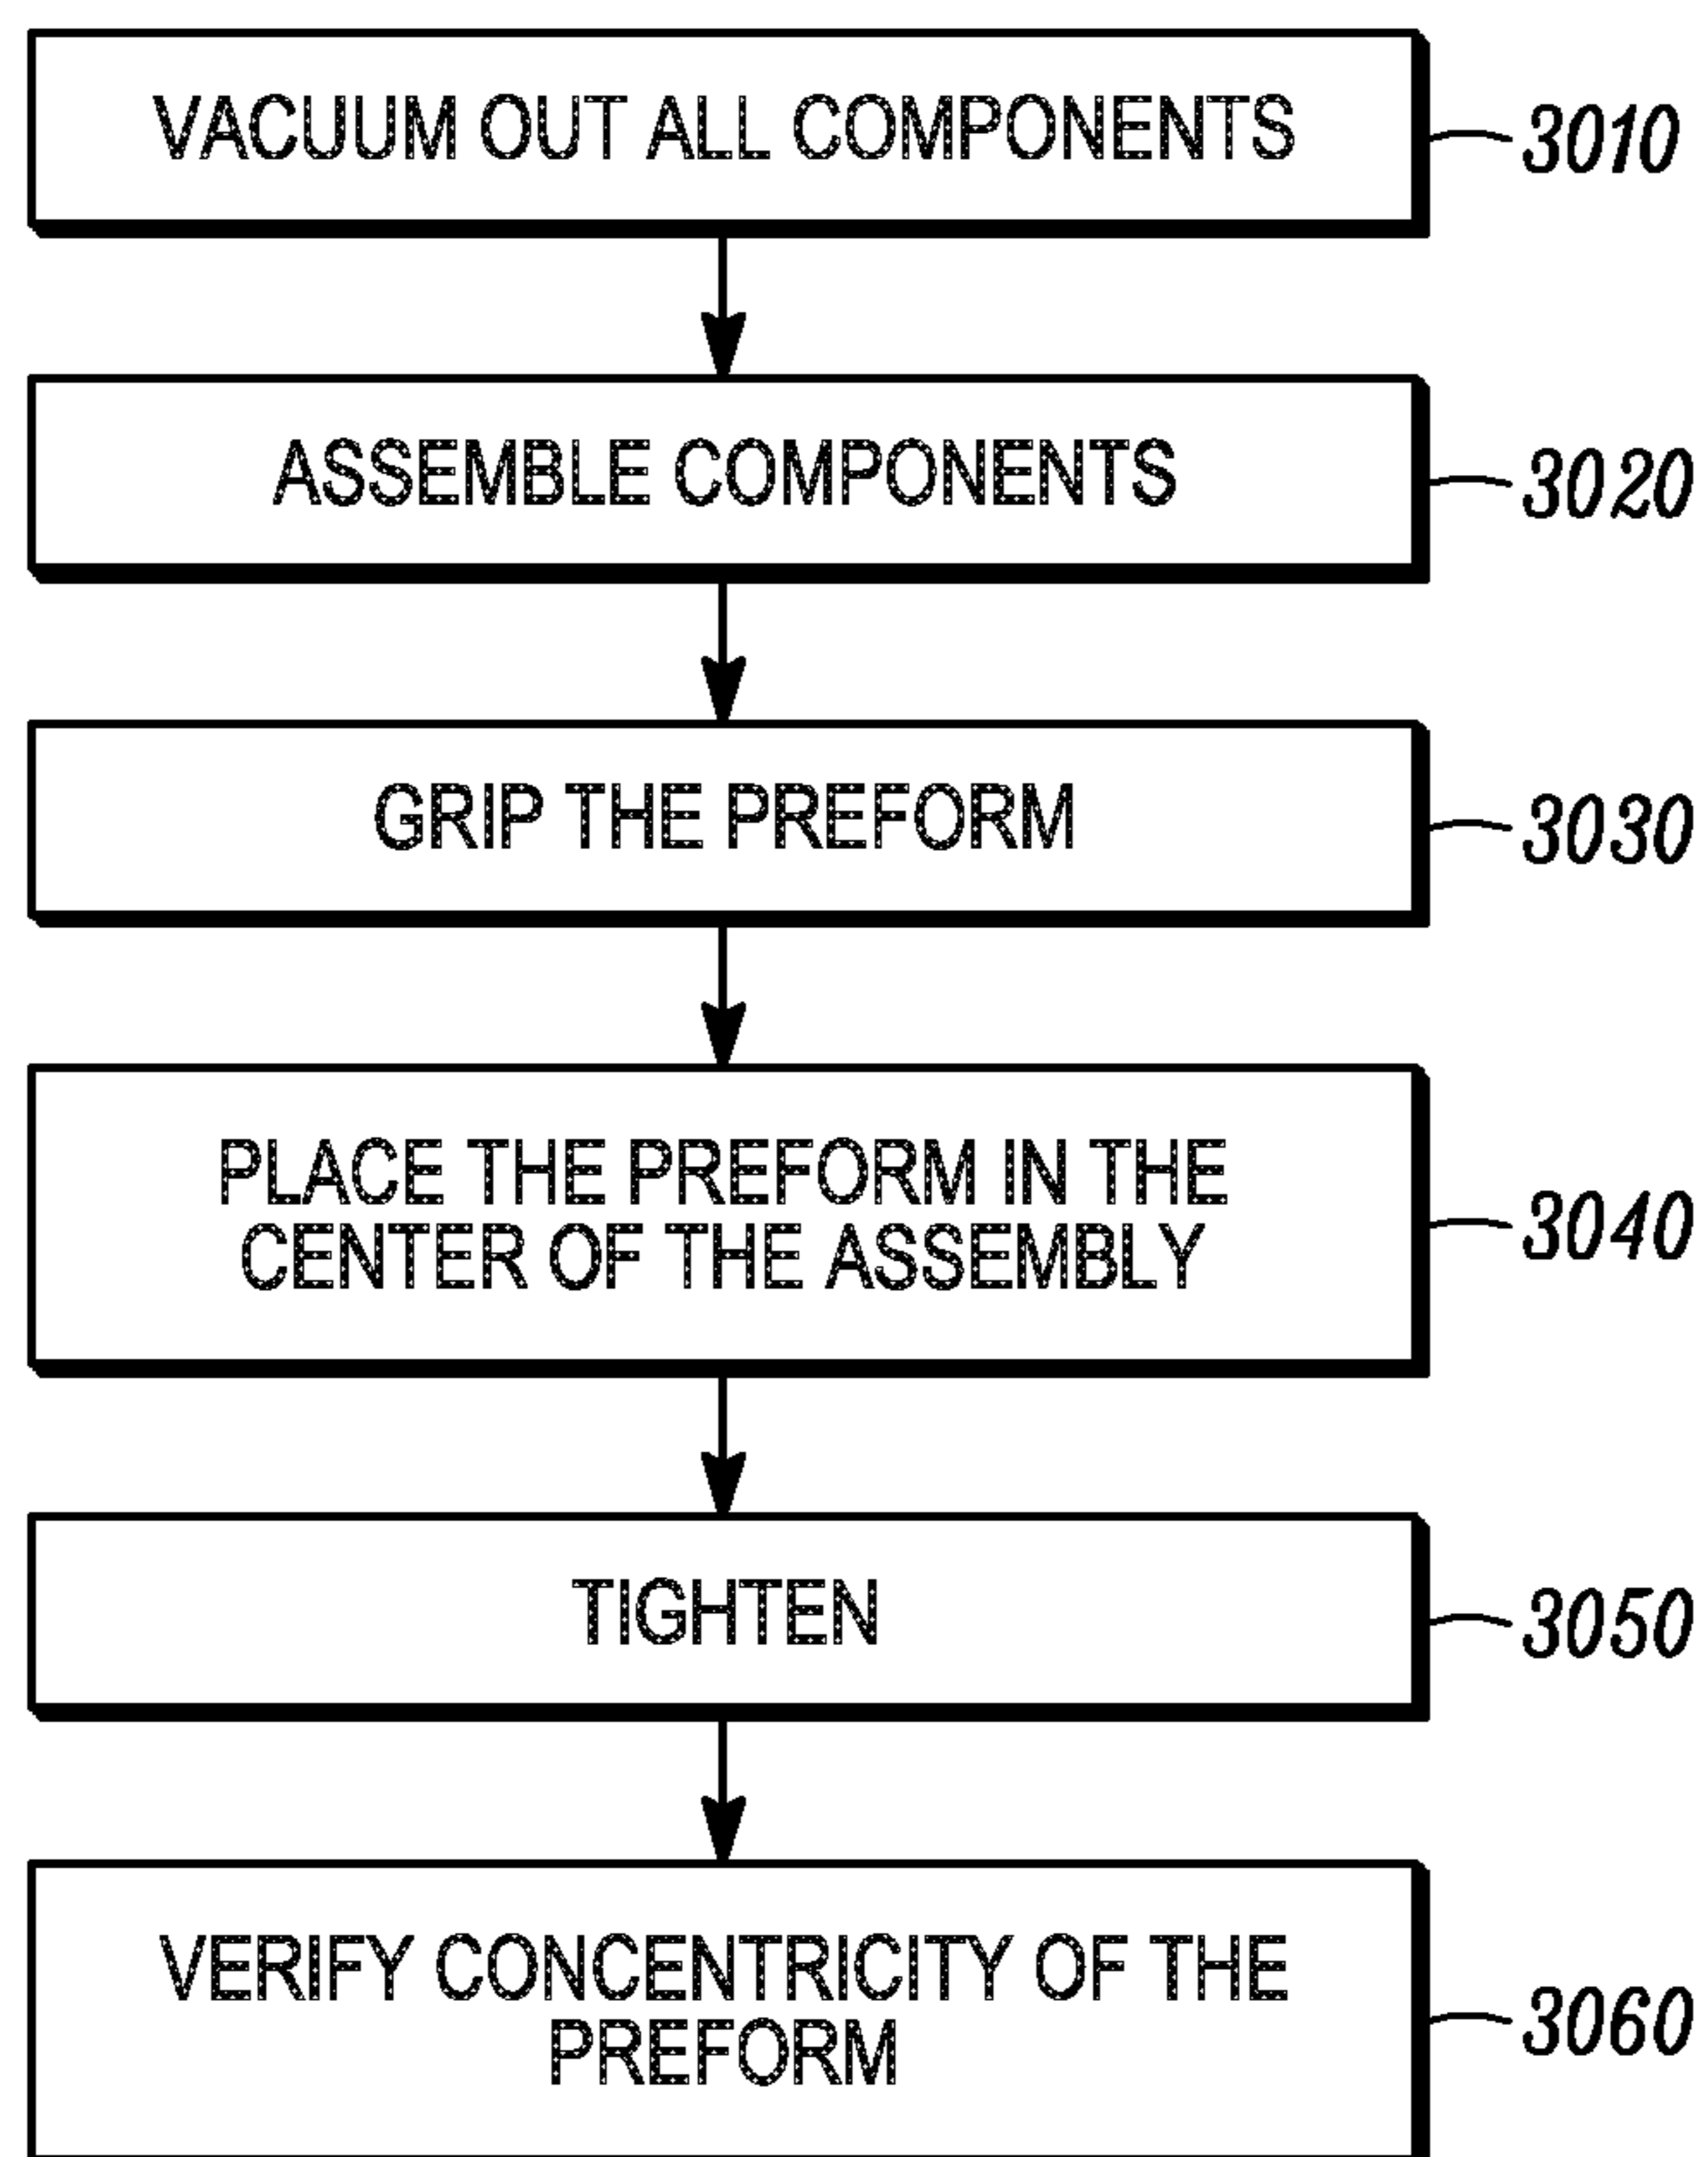 VACUUM OUT ALL COMPONENTS
3010
ASSEMBLE COMPONENTS
3020
GRIP THE PREFORM
3030
PLACE THE PREFORM IN THE
CENTER OF THE ASSEMBLY
3040
TIGHTEN
3050
VERIFY CONCENTRICITY OF THE
PREFORM
3060